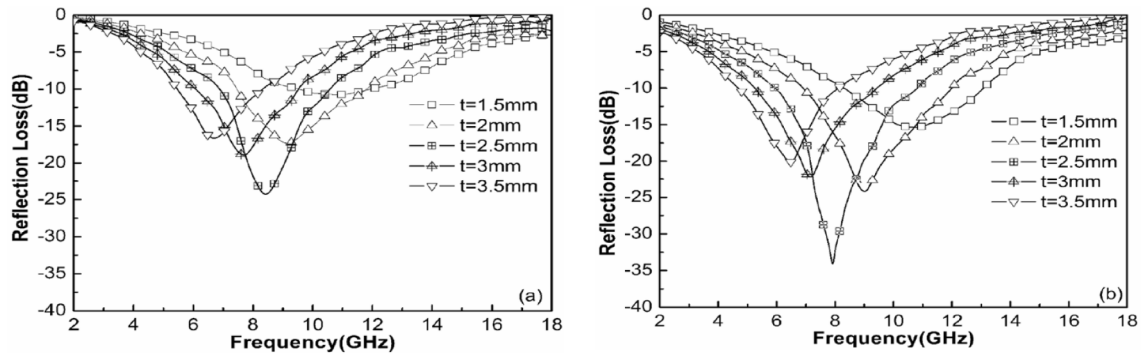 0
-5
-10
-15
-20
-25
-30
-35
-40
Reflection Loss(dB)
t=1.5mm
t=2mm
t=2.5mm
t=3mm
t=3.5mm
(a)
2 4 6 8 10 12 14 16 18
Frequency(GHz)
0
-5
-10
-15
-20
-25
-30
-35
-40
Reflection Loss(dB)
t=1.5mm
t=2mm
t=2.5mm
t=3mm
t=3.5mm
(b)
2 4 6 8 10 12 14 16 18
Frequency(GHz)